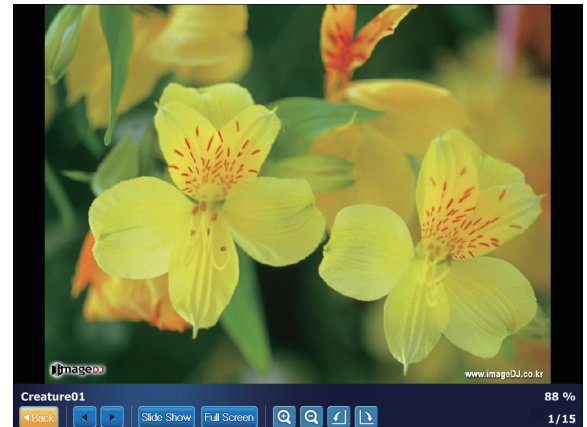 imageDJ
www.imageDJ.co.kr
Creature01
88 %
Back
Slide Show
Full Screen
1/15